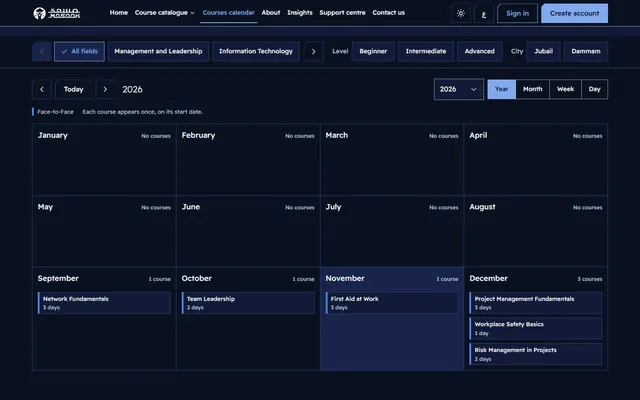 Home Course catalogue Courses calendar About Insights Support centre Contact us ع Sign in Create account
All fields Management and Leadership Information Technology Level Beginner Intermediate Advanced City Jubail Dammam
Today 2026 2026 Year Month Week Day
Face-to-Face Each course appears once, on its start date.
January No courses February No courses March No courses April No courses
May No courses June No courses July No courses August No courses
September 1 course October 1 course November 1 course December 3 courses
Network Fundamentals Team Leadership First Aid at Work Project Management Fundamentals
3 days 2 days 3 days 3 days
Workplace Safety Basics
1 day
Risk Management in Projects
2 days